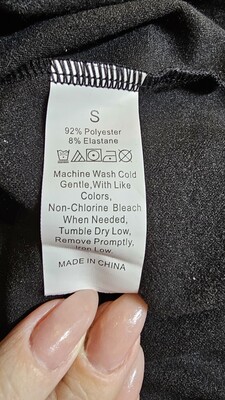 S
92% Polyester
8% Elastane
Machine Wash Cold
Gentle,With Like
Colors,
Non-Chlorine Bleach
When Needed,
Tumble Dry Low,
Remove Promptly,
Iron Low
MADE IN CHINA